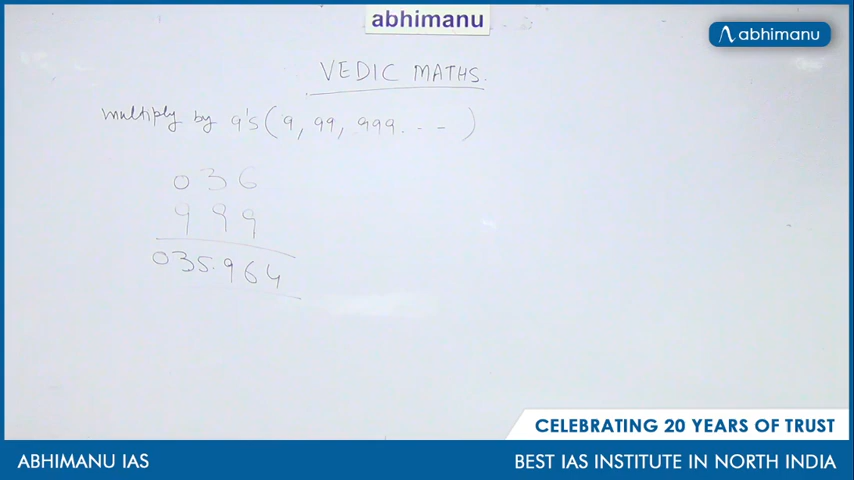 abhimanu
abhimanu
VEDIC MATHS.
multiply by 9's (9, 99, 999... -- )
036
999
035.964
CELEBRATING 20 YEARS OF TRUST
ABHIMANU IAS
BEST IAS INSTITUTE IN NORTH INDIA